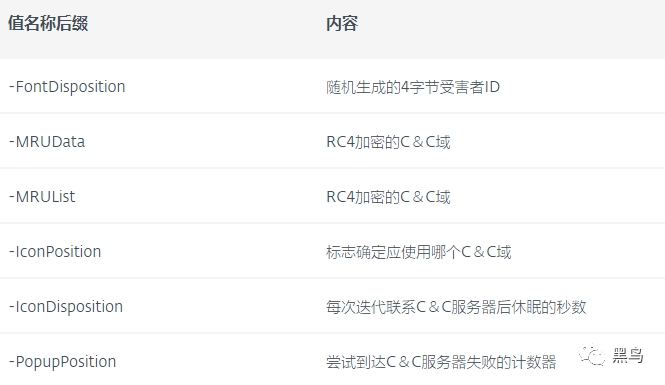 值名称后缀 内容
-FontDisposition 随机生成的4字节受害者ID
-MRUData RC4加密的C＆C域
-MRUList RC4加密的C＆C域
-IconPosition 标志确定应使用哪个C＆C域
-IconDisposition 每次迭代联系C＆C服务器后休眠的秒数
-PopupPosition 尝试到达C＆C服务器失败的计数器
黑鸟